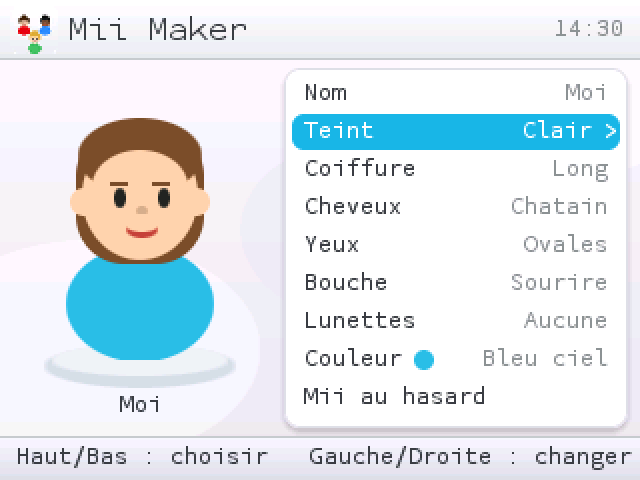 Mii Maker 14:30
Nom Moi
Teint Clair >
Coiffure Long
Cheveux Chatain
Yeux Ovales
Bouche Sourire
Lunettes Aucune
Couleur Bleu ciel
Mii au hasard
Moi
Haut/Bas : choisir Gauche/Droite : changer